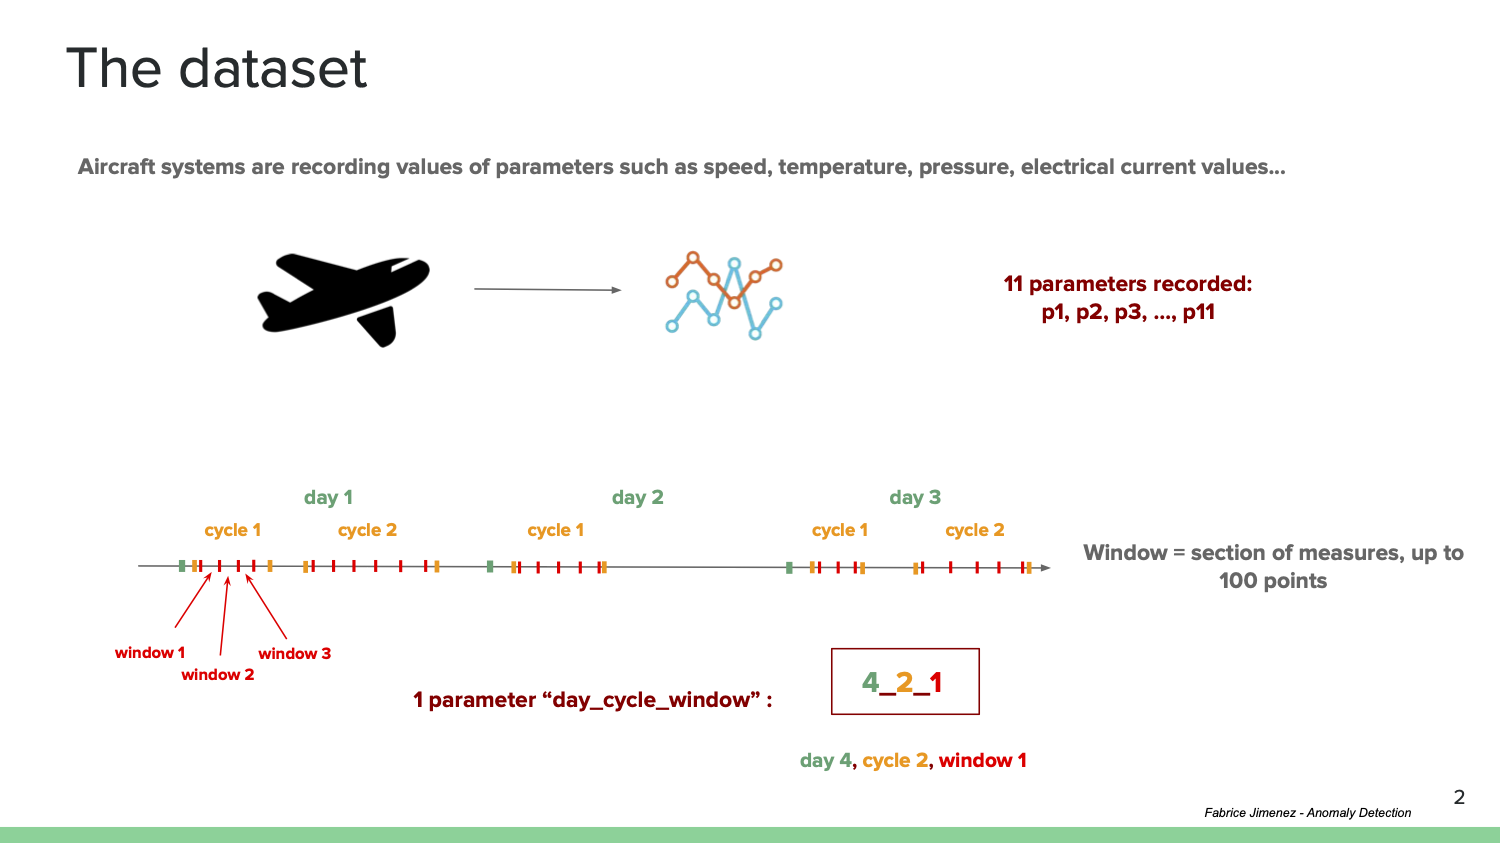 The dataset
Aircraft systems are recording values of parameters such as speed, temperature, pressure, electrical current values...
11 parameters recorded:
p1, p2, p3, ..., p11
day 1
day 2
day 3
cycle 1
cycle 2
cycle 1
cycle 1
cycle 2
Window = section of measures, up to
100 points
window 1
window 2
window 3
1 parameter “day_cycle_window” :
4_2_1
day 4, cycle 2, window 1
2
Fabrice Jimenez - Anomaly Detection